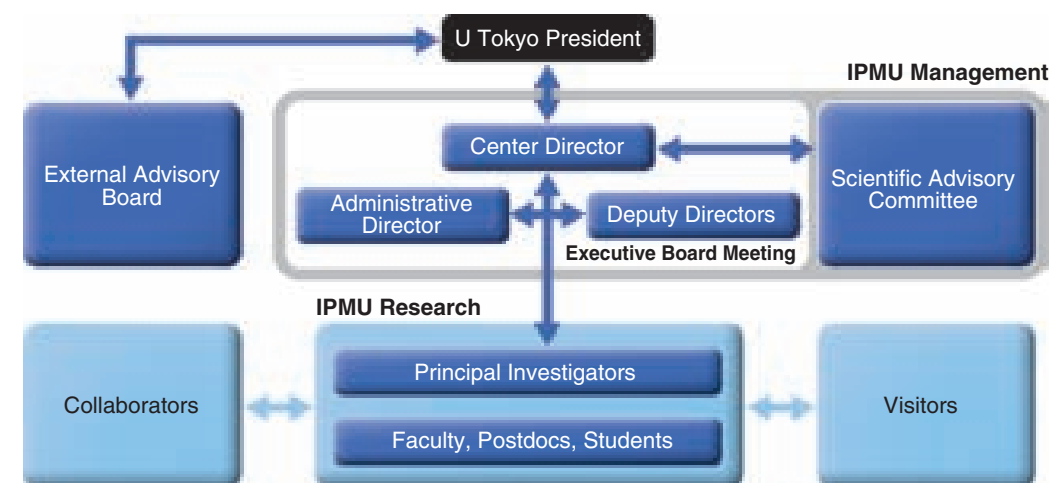 U Tokyo President
IPMU Management
External Advisory
Board
Center Director
Scientific Advisory
Committee
Administrative
Director
Deputy Directors
Executive Board Meeting
IPMU Research
Collaborators
Principal Investigators
Faculty, Postdocs, Students
Visitors